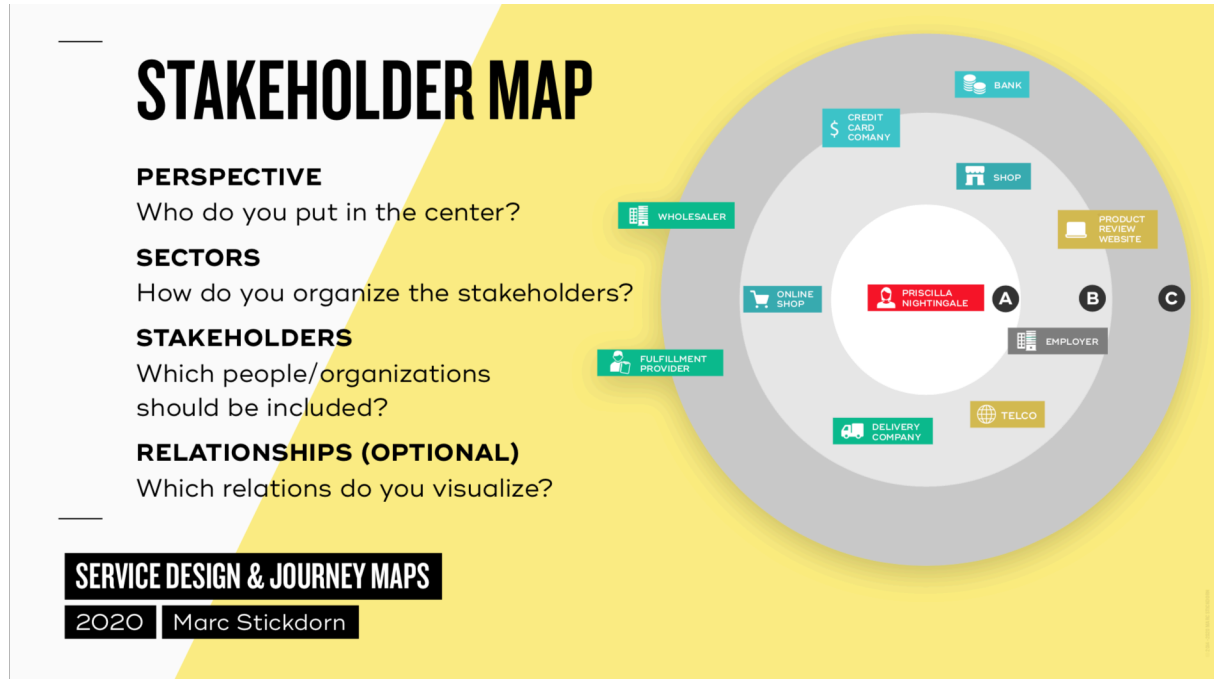 STAKEHOLDER MAP
PERSPECTIVE
Who do you put in the center?
SECTORS
How do you organize the stakeholders?
STAKEHOLDERS
Which people/organizations
should be included?
RELATIONSHIPS (OPTIONAL)
Which relations do you visualize?
SERVICE DESIGN & JOURNEY MAPS
2020 Marc Stickdorn
BANK
$ CREDIT
CARD
COMANY
SHOP
WHOLESALER
PRODUCT
REVIEW
WEBSITE
ONLINE
SHOP
PRISCILLA
NIGHTINGALE
A
B
C
EMPLOYER
FULFILLMENT
PROVIDER
TELCO
DELIVERY
COMPANY